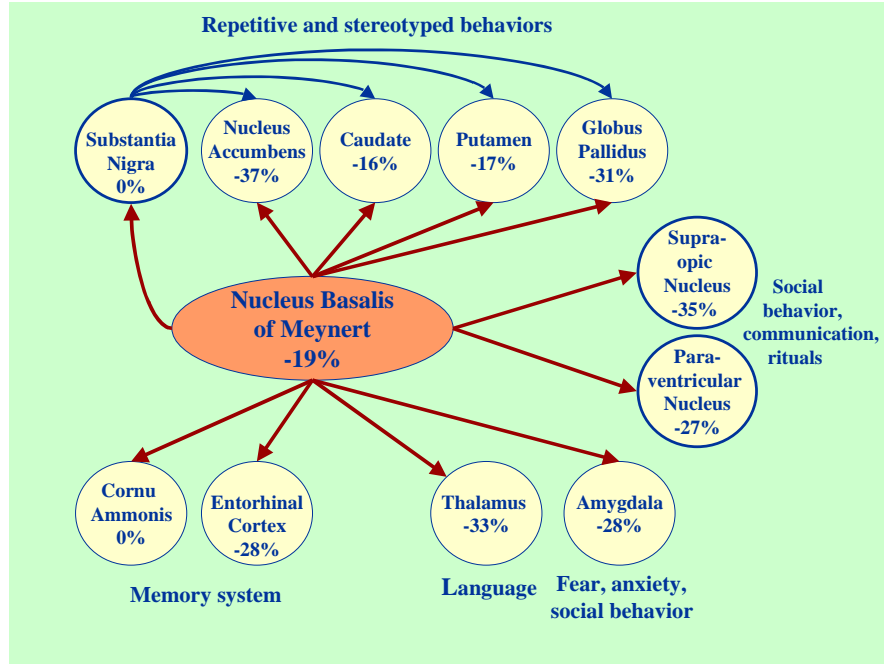 Repetitive and stereotyped behaviors
Substantia
Nigra
0%
Nucleus
Accumbens
-37%
Caudate
-16%
Putamen
-17%
Globus
Pallidus
-31%
Supra-
opic
Nucleus
-35%
Social
behavior,
communication,
rituals
Nucleus Basalis
of Meynert
-19%
Para-
ventricular
Nucleus
-27%
Cornu
Ammonis
0%
Entorhinal
Cortex
-28%
Thalamus
-33%
Amygdala
-28%
Memory system
Language
Fear, anxiety,
social behavior